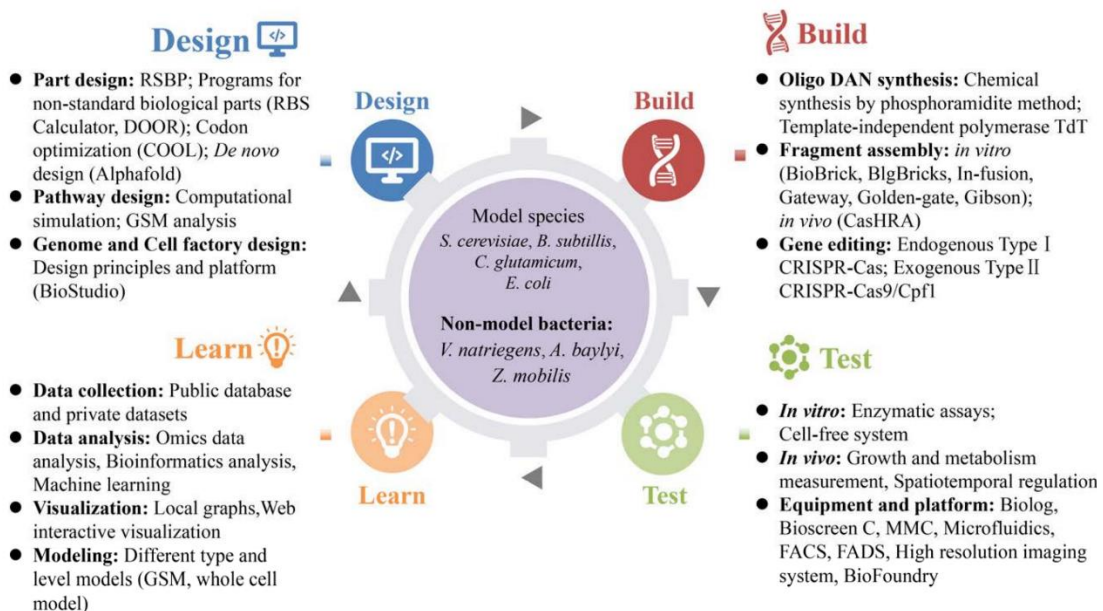 Design
● Part design: RSBP; Programs for
non-standard biological parts (RBS
Calculator, DOOR); Codon
optimization (COOL); De novo
design (Alphafold)
● Pathway design: Computational
simulation; GSM analysis
● Genome and Cell factory design:
Design principles and platform
(BioStudio)
Build
● Oligo DAN synthesis: Chemical
synthesis by phosphoramidite method;
Template-independent polymerase TdT
● Fragment assembly: in vitro
(BioBrick, BlgBricks, In-fusion,
Gateway, Golden-gate, Gibson);
in vivo (CasHRA)
● Gene editing: Endogenous Type Ⅰ
CRISPR-Cas; Exogenous Type Ⅱ
CRISPR-Cas9/Cpf1
Design
</>
Build
Model species
S. cerevisiae, B. subtillis,
C. glutamicum,
E. coli
Non-model bacteria:
V. natriegens, A. baylyi,
Z. mobilis
Learn
Test
Learn
● Data collection: Public database
and private datasets
● Data analysis: Omics data
analysis, Bioinformatics analysis,
Machine learning
● Visualization: Local graphs,Web
interactive visualization
● Modeling: Different type and
level models (GSM, whole cell
model)
Test
● In vitro: Enzymatic assays;
Cell-free system
● In vivo: Growth and metabolism
measurement, Spatiotemporal regulation
● Equipment and platform: Biolog,
Bioscreen C, MMC, Microfluidics,
FACS, FADS, High resolution imaging
system, BioFoundry